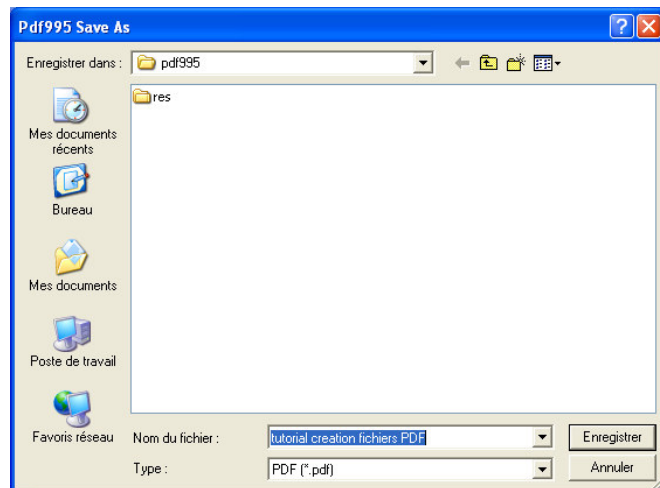 Pdf995 Save As
Enregistrer dans : pdf995
res
Mes documents
récents
Bureau
Mes documents
Poste de travail
Favoris réseau
Nom du fichier : tutorial creation fichiers PDF Enregistrer
Type : PDF (*.pdf) Annuler